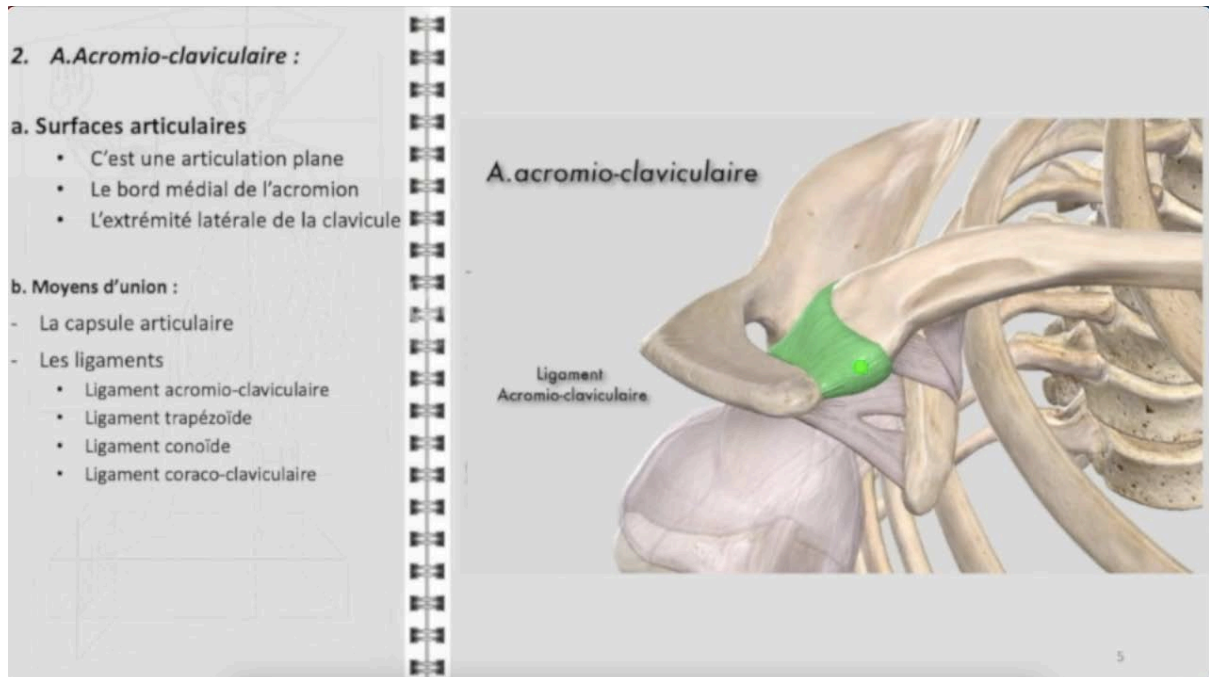 2. A.Acromio-claviculaire :
a. Surfaces articulaires
• C'est une articulation plane
• Le bord médial de l'acromion
• L'extrémité latérale de la clavicule
b. Moyens d'union :
- La capsule articulaire
- Les ligaments
• Ligament acromio-claviculaire
• Ligament trapézoïde
• Ligament conoïde
• Ligament coraco-claviculaire
A.acromio-claviculaire
Ligament
Acromio-claviculaire
5